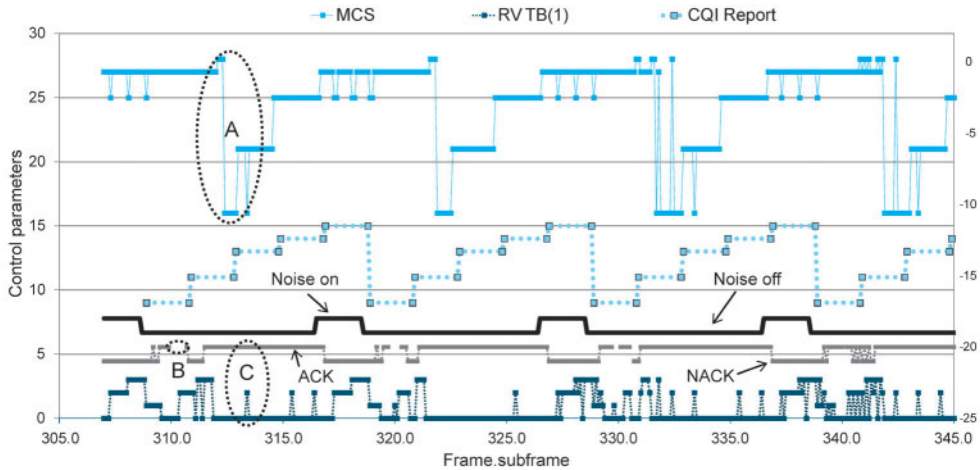 MCS RV TB(1) CQI Report
30
25
20
15
10
5
0
0
-5
-10
-15
-20
-25
Control parameters
A
Noise on
Noise off
B
C
ACK
NACK
305.0 310.0 315.0 320.0 325.0 330.0 335.0 340.0 345.0
Frame.subframe